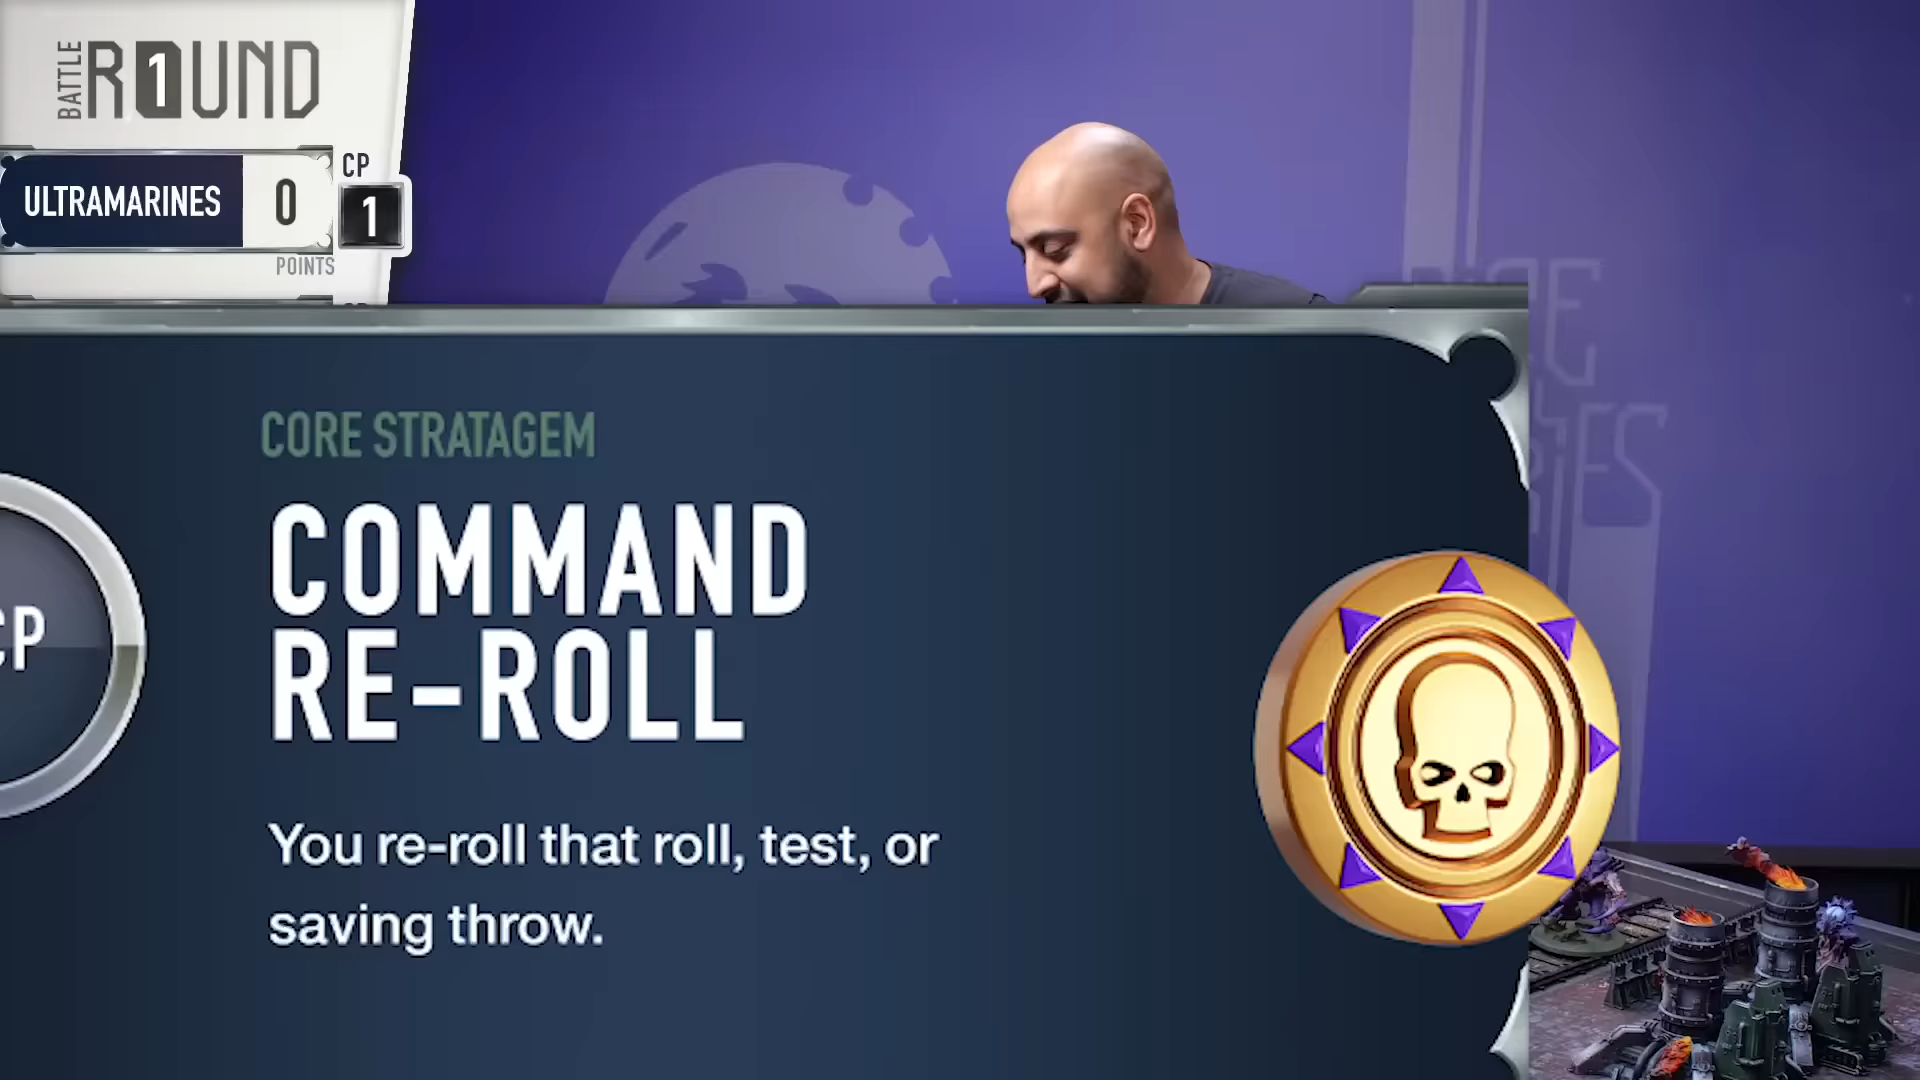 BATTLE
R1UND
ULTRAMARINES 0
CP
1
POINTS
CORE STRATAGEM
COMMAND
RE-ROLL
You re-roll that roll, test, or
saving throw.
CP